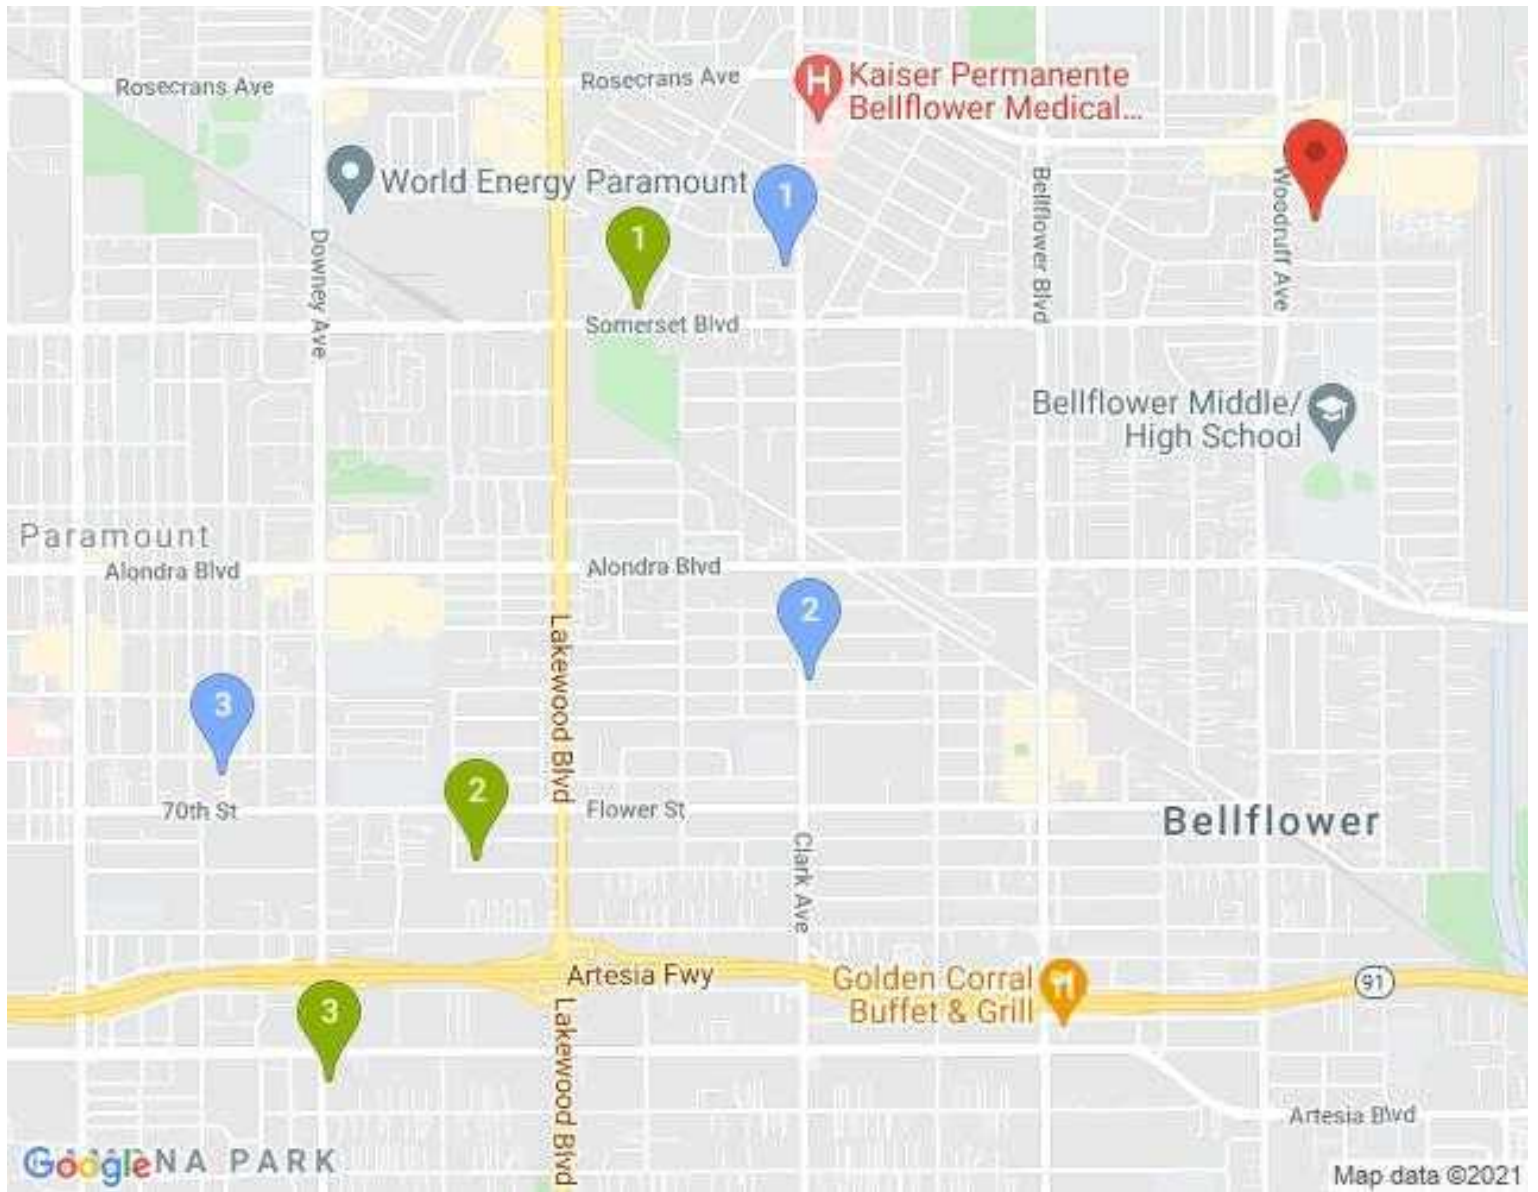 Rosecrans Ave
Rosecrans Ave
H
Kaiser Permanente
Bellflower Medical...
World Energy Paramount
1
1
Bellflower Blvd
Woodruff Ave
Downey Ave
Somerset Blvd
Bellflower Middle/
High School
Paramount
Alondra Blvd
Alondra Blvd
2
Lakewood Blvd
3
2
70th St
Flower St
Bellflower
Clark Ave
Artesia Fwy
Golden Corral
Buffet & Grill
91
3
Lakewood Blvd
Artesia Blvd
Google
NA PARK
Map data ©2021